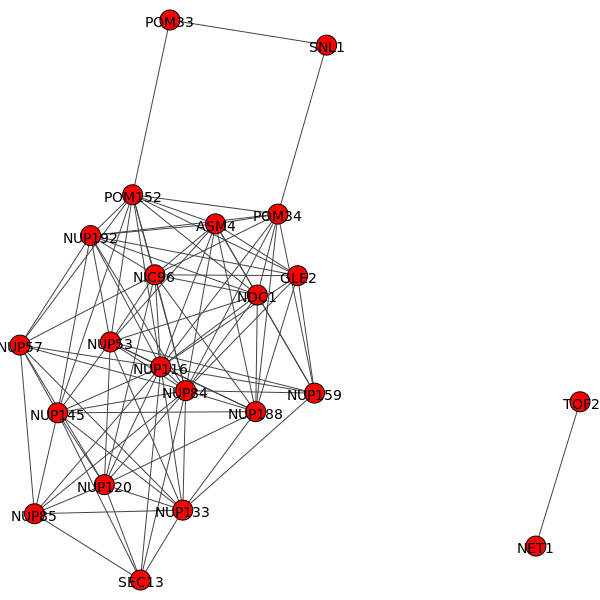 POM33
SNL1
POM152
POM34
ASM4
NUP192
NIC96
GLE2
NDC1
NUP53
NUP57
NUP116
NUP84
NUP159
TOF2
NUP145
NUP188
NUP120
NUP133
NUP85
NET1
SEC13